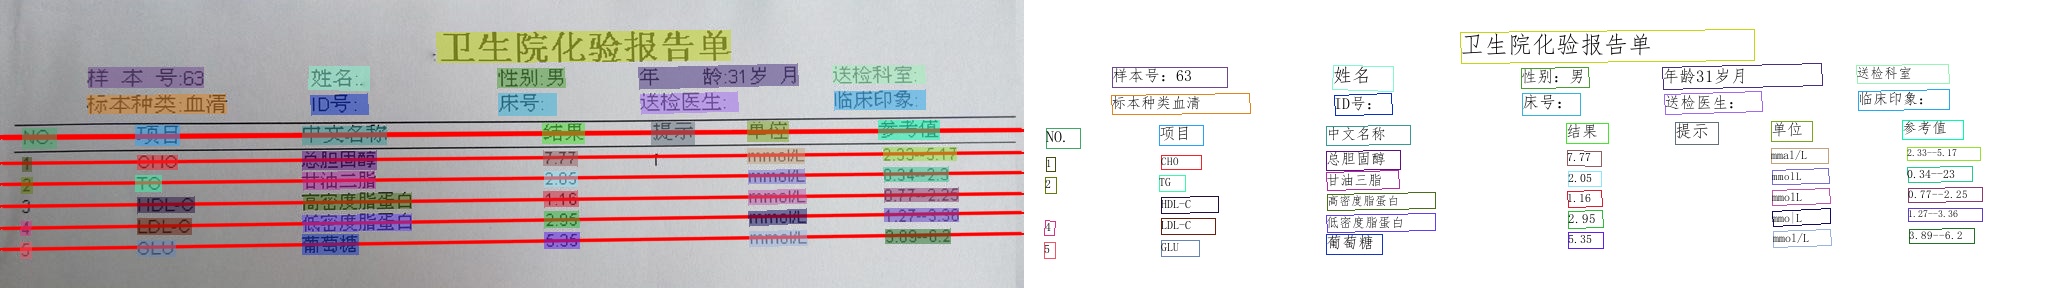 卫生院化验报告单 卫生院化验报告单
样本号:63 姓名:.. 性别:男 年 龄:31岁 月 送检科室: 样本号: 63 姓名 性别: 男 年龄31岁月 送检科室
标本种类:血清 ID号: 床号: 送检医生: 临床印象: 标本种类血清 ID号: 床号: 送检医生: 临床印象:
NO. 项目 中文名称 结果 提示 单位 参考值 NO. 项目 中文名称 结果 提示 单位 参考值
1 CHO 总胆固醇 7.77 ↑ mmol/L 2.33--5.17 1 CHO 总胆固醇 7.77 mmal/L 2.33--5.17
2 TG 甘油三脂 2.05 mmol/L 0.34--2.3 2 TG 甘油三脂 2.05 mmolL 0.34--23
3 HDL-C 高密度脂蛋白 1.16 mmol/L 0.77--2.25 HDL-C 高密度脂蛋白 1.16 mmolL 0.77--2.25
4 LDL-C 低密度脂蛋白 2.95 mmol/L 1.27--3.36 4 LDL-C 低密度脂蛋白 2.95 mmo|L 1.27--3.36
5 GLU 葡萄糖 5.35 mmol/L 3.89--6.2 5 GLU 葡萄糖 5.35 mmol/L 3.89--6.2